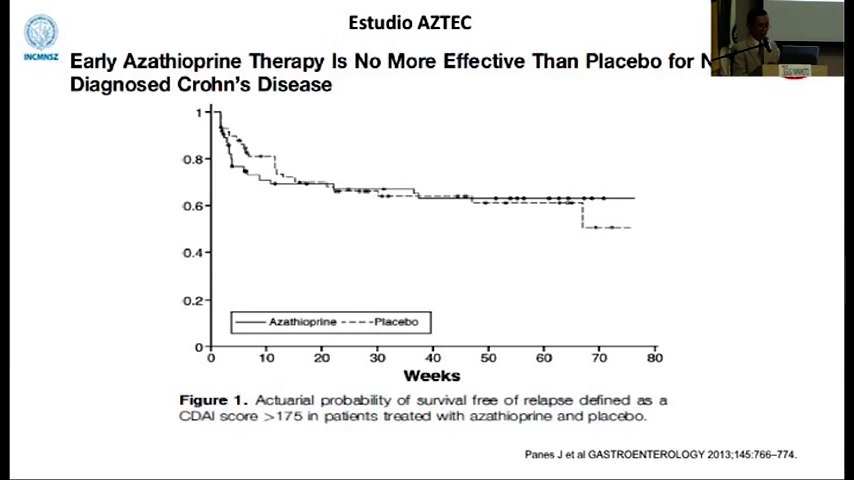 Estudio AZTEC
INCMNSZ
Early Azathioprine Therapy Is No More Effective Than Placebo for
Diagnosed Crohn's Disease
1
0.8
0.6
0.4
0.2
0
Azathioprine
Placebo
0 10 20 30 40 50 60 70 80
Weeks
Figure 1. Actuarial probability of survival free of relapse defined as a
CDAI score >175 in patients treated with azathioprine and placebo.
Panes J et al GASTROENTEROLOGY 2013;145:766–774.